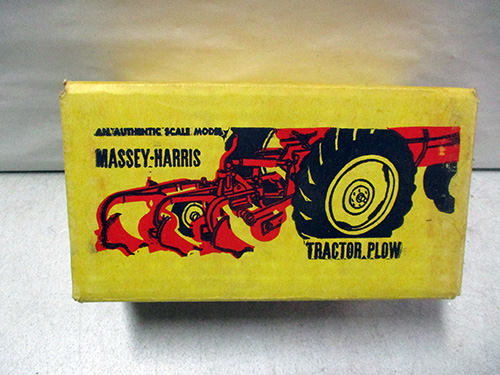 AN AUTHENTIC SCALE MODEL
MASSEY-HARRIS
TRACTOR PLOW